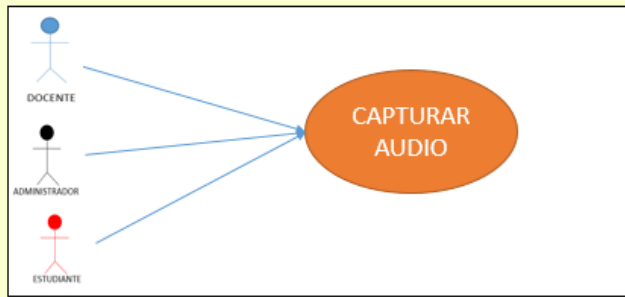 DOCENTE
ADMINISTRADOR
ESTUDIANTE
CAPTURAR
AUDIO